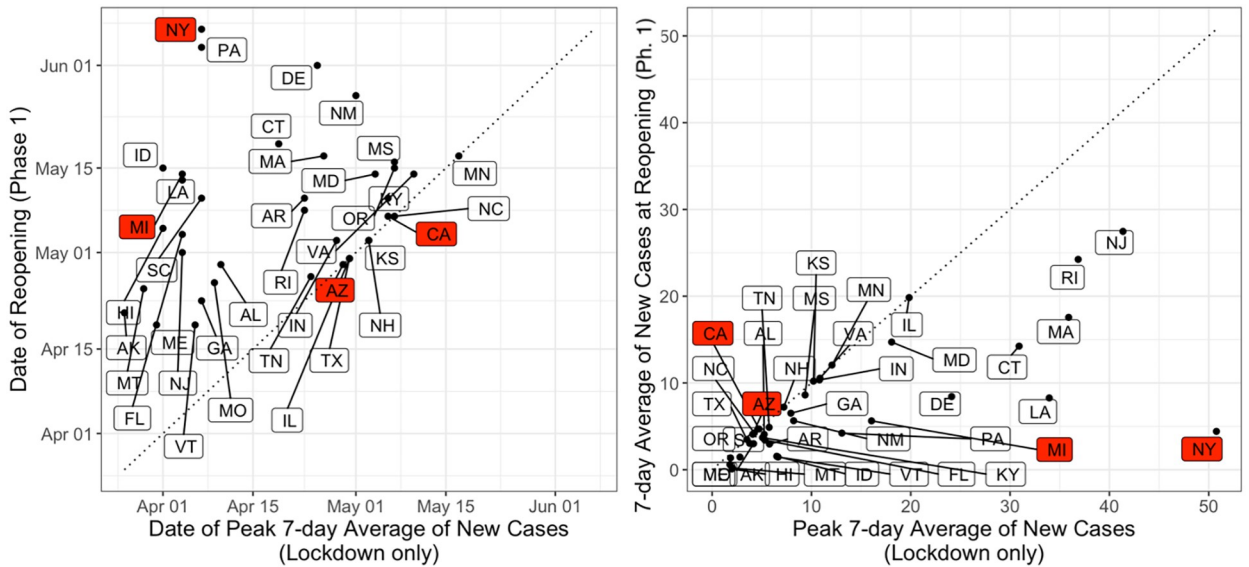 NY
PA
Jun 01
DE
NM
CT
MA
MS
ID
May 15
MN
MD
LA
KY
OR
NC
AR
MI
CA
VA
May 01
KS
SC
RI
AZ
HI
AL
IN
NH
AK
ME
GA
Apr 15
TN
TX
MT
NJ
MO
FL
IL
VT
Apr 01
Date of Reopening (Phase 1)
Apr 01
Apr 15
May 01
May 15
Jun 01
Date of Peak 7-day Average of New Cases
(Lockdown only)
50
40
30
NJ
KS
RI
20
TN
MS
MN
IL
CA
AL
VA
MA
MD
CT
NC
NH
IN
10
TX
AZ
GA
DE
LA
OR
AR
NM
PA
MI
NY
0
AK
HI
MT
ID
VT
FL
KY
7-day Average of New Cases at Reopening (Ph. 1)
0
10
20
30
40
50
Peak 7-day Average of New Cases
(Lockdown only)